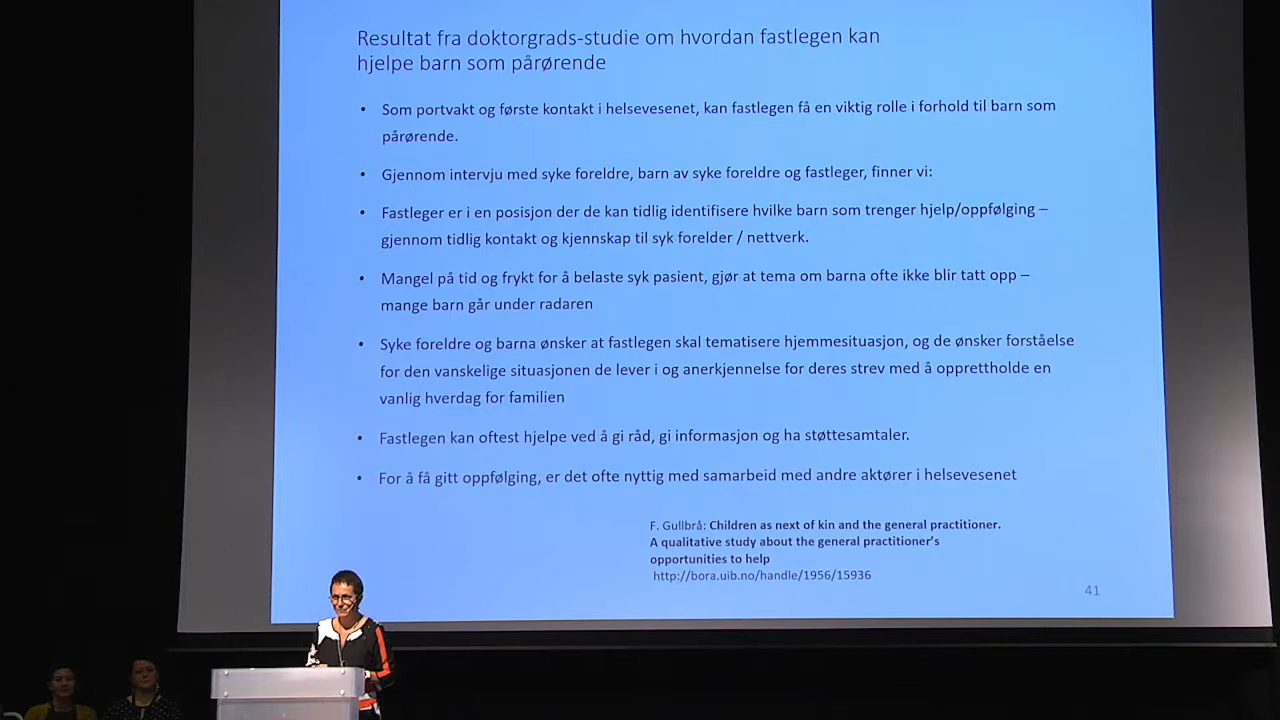 Resultat fra doktorgrads-studie om hvordan fastlegen kan
hjelpe barn som pårørende
• Som portvakt og første kontakt i helsevesenet, kan fastlegen få en viktig rolle i forhold til barn som
pårørende.
• Gjennom intervju med syke foreldre, barn av syke foreldre og fastleger, finner vi:
• Fastleger er i en posisjon der de kan tidlig identifisere hvilke barn som trenger hjelp/oppfølging –
gjennom tidlig kontakt og kjennskap til syk forelder / nettverk.
• Mangel på tid og frykt for å belaste syk pasient, gjør at tema om barna ofte ikke blir tatt opp –
mange barn går under radaren
• Syke foreldre og barna ønsker at fastlegen skal tematisere hjemmesituasjon, og de ønsker forståelse
for den vanskelige situasjonen de lever i og anerkjennelse for deres strev med å opprettholde en
vanlig hverdag for familien
• Fastlegen kan oftest hjelpe ved å gi råd, gi informasjon og ha støttesamtaler.
• For å få gitt oppfølging, er det ofte nyttig med samarbeid med andre aktører i helsevesenet
F. Gullbrå: Children as next of kin and the general practitioner.
A qualitative study about the general practitioner's
opportunities to help
http://bora.uib.no/handle/1956/15936
41